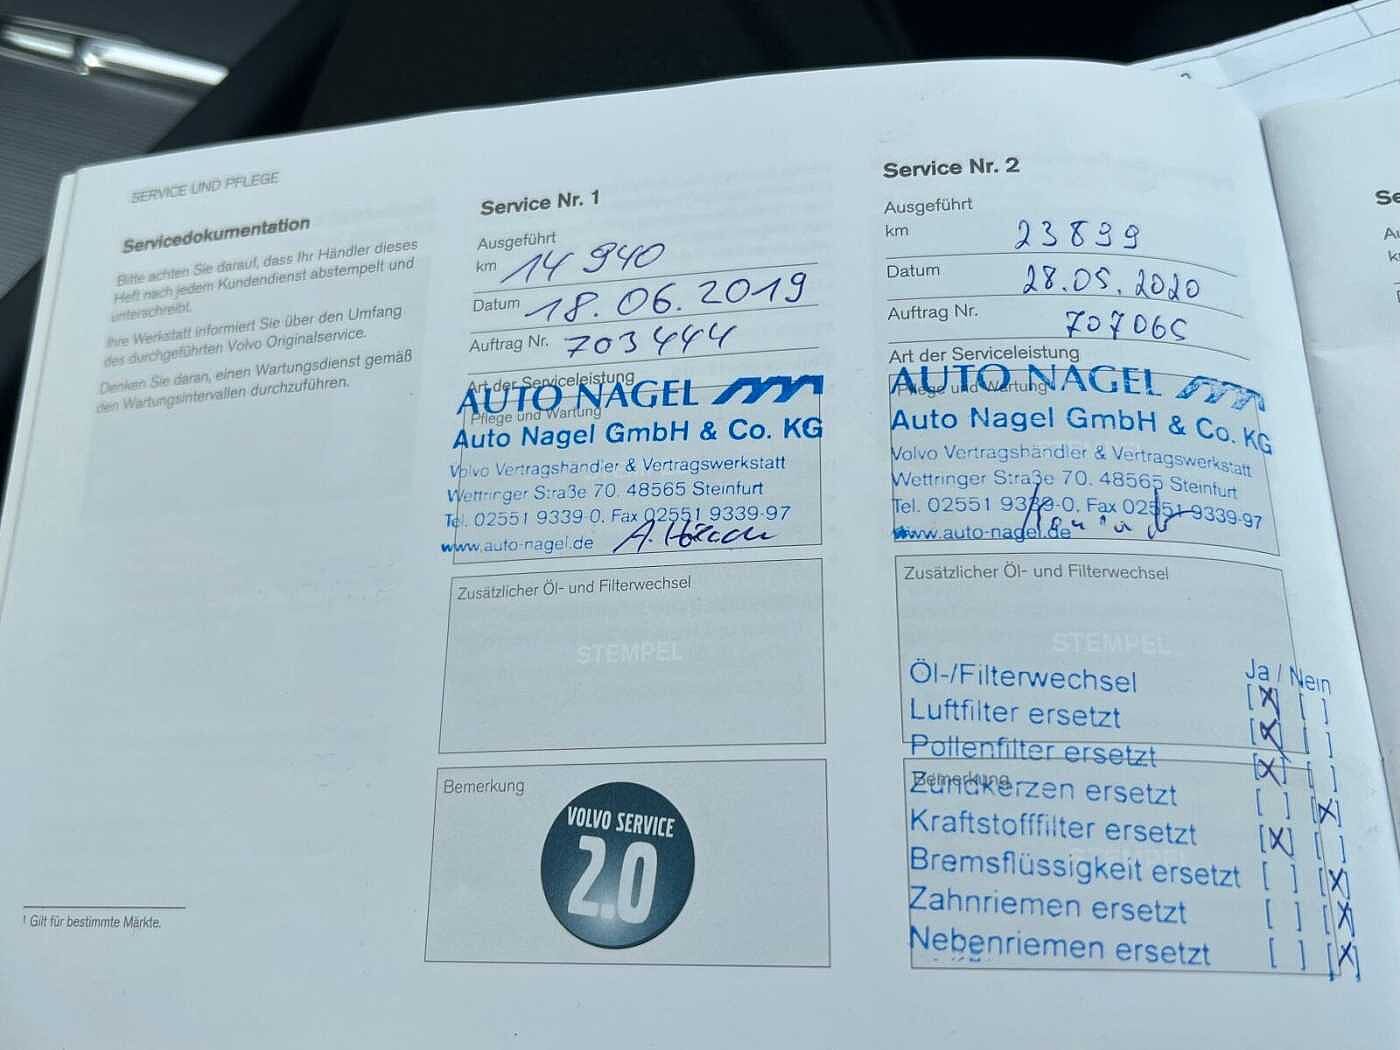 SERVICE UND PFLEGE
Servicedokumentation
Bitte achten Sie darauf, dass Ihr Händler dieses
Heft nach jedem Kundendienst abstempelt und
unterschreibt.
Ihre Werkstatt informiert Sie über den Umfang
des durchgeführten Volvo Originalservice.
Denken Sie daran, einen Wartungsdienst gemäß
den Wartungsintervallen durchzuführen.
¹ Gilt für bestimmte Märkte.
Service Nr. 1
Ausgeführt
km 14 940
Datum 18.06.2019
Auftrag Nr. 703444
Art der Serviceleistung
AUTO NAGEL
Pflege und Wartung
Auto Nagel GmbH & Co. KG
Volvo Vertragshändler & Vertragswerkstatt
Wettringer Straße 70, 48565 Steinfurt
Tel. 02551 9339-0, Fax 02551 9339-97
www.auto-nagel.de
Zusätzlicher Öl- und Filterwechsel
STEMPEL
Bemerkung
VOLVO SERVICE
2.0
Service Nr. 2
Ausgeführt
km 23899
Datum 28.05.2020
Auftrag Nr. 707065
Art der Serviceleistung
AUTO NAGEL
Pflege und Wartung
Auto Nagel GmbH & Co. KG
Volvo Vertragshändler & Vertragswerkstatt
Wettringer Straße 70, 48565 Steinfurt
Tel. 02551 9339-0, Fax 02551 9339-97
www.auto-nagel.de
Zusätzlicher Öl- und Filterwechsel
STEMPEL
Ja / Nein
Öl-/Filterwechsel [X] [ ]
Luftfilter ersetzt [X] [ ]
Pollenfilter ersetzt [X] [ ]
Bemerkung
Zündkerzen ersetzt [ ] [X]
Kraftstofffilter ersetzt [X] [ ]
Bremsflüssigkeit ersetzt [ ] [X]
Zahnriemen ersetzt [ ] [X]
Nebenriemen ersetzt [ ] [X]